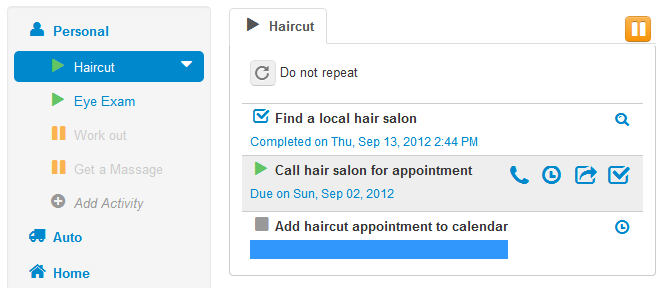 Personal
Haircut
Eye Exam
Work out
Get a Massage
Add Activity
Auto
Home
Haircut
Do not repeat
Find a local hair salon
Completed on Thu, Sep 13, 2012 2:44 PM
Call hair salon for appointment
Due on Sun, Sep 02, 2012
Add haircut appointment to calendar